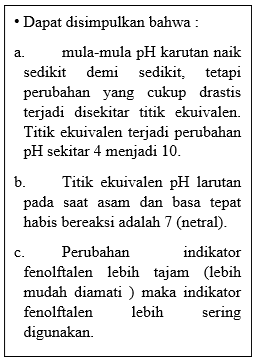 • Dapat disimpulkan bahwa :
a. mula-mula pH karutan naik
sedikit demi sedikit, tetapi
perubahan yang cukup drastis
terjadi disekitar titik ekuivalen.
Titik ekuivalen terjadi perubahan
pH sekitar 4 menjadi 10.
b. Titik ekuivalen pH larutan
pada saat asam dan basa tepat
habis bereaksi adalah 7 (netral).
c. Perubahan indikator
fenolftalen lebih tajam (lebih
mudah diamati ) maka indikator
fenolftalen lebih sering
digunakan.